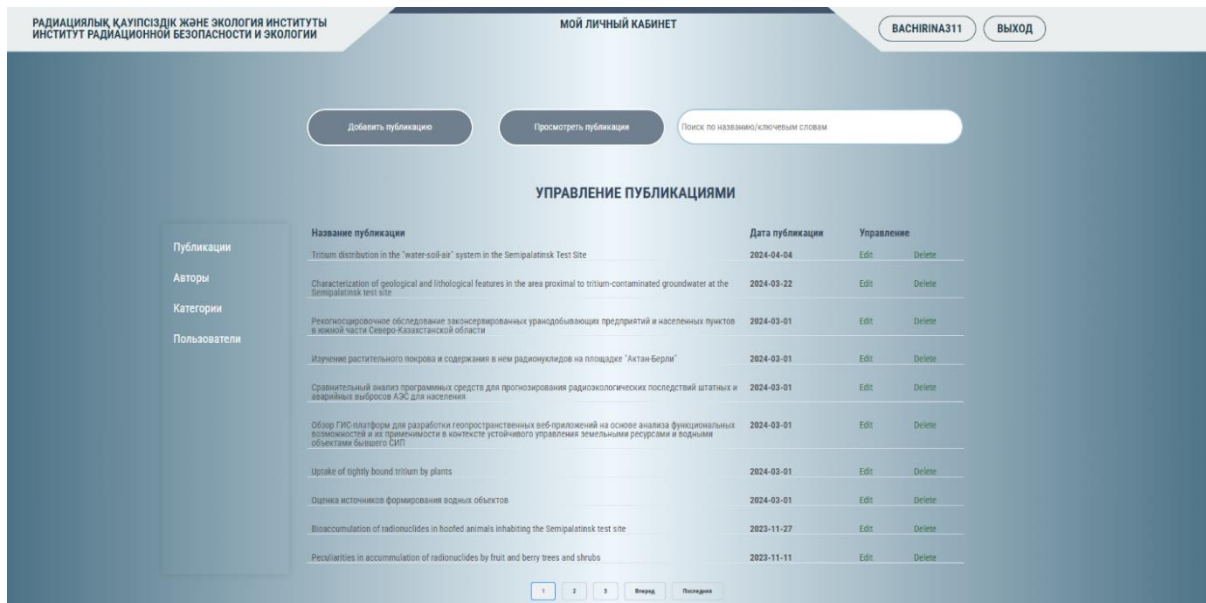 РАДИАЦИЯЛЫҚ ҚАУІПСІЗДІК ЖӘНЕ ЭКОЛОГИЯ ИНСТИТУТЫ
ИНСТИТУТ РАДИАЦИОННОЙ БЕЗОПАСНОСТИ И ЭКОЛОГИИ
МОЙ ЛИЧНЫЙ КАБИНЕТ
BACHIRINA311
ВЫХОД
Добавить публикацию
Просмотреть публикации
Поиск по названию/ключевым словам
УПРАВЛЕНИЕ ПУБЛИКАЦИЯМИ
Публикации
Авторы
Категории
Пользователи
Название публикации Дата публикации Управление
Tritium distribution in the "water-soil-air" system in the Semipalatinsk Test Site 2024-04-04 Edit Delete
Characterization of geological and lithological features in the area proximal to tritium-contaminated groundwater at the 2024-03-22 Edit Delete
Semipalatinsk test site
Рекогносцировочное обследование законсервированных уранодобывающих предприятий и населенных пунктов 2024-03-01 Edit Delete
в южной части Северо-Казахстанской области
Изучение растительного покрова и содержания в нем радионуклидов на площадке "Актан-Берли" 2024-03-01 Edit Delete
Сравнительный анализ программных средств для прогнозирования радиоэкологических последствий штатных и 2024-03-01 Edit Delete
аварийных выбросов АЭС для населения
Обзор ГИС-платформ для разработки геопространственных веб-приложений на основе анализа функциональных 2024-03-01 Edit Delete
возможностей и их применимости в контексте устойчивого управления земельными ресурсами и водными
объектами бывшего СИП
Uptake of tightly bound tritium by plants 2024-03-01 Edit Delete
Оценка источников формирования водных объектов 2024-03-01 Edit Delete
Bioaccumulation of radionuclides in hoofed animals inhabiting the Semipalatinsk test site 2023-11-27 Edit Delete
Peculiarities in accummulation of radionuclides by fruit and berry trees and shrubs 2023-11-11 Edit Delete
1 2 3 Вперед Последняя